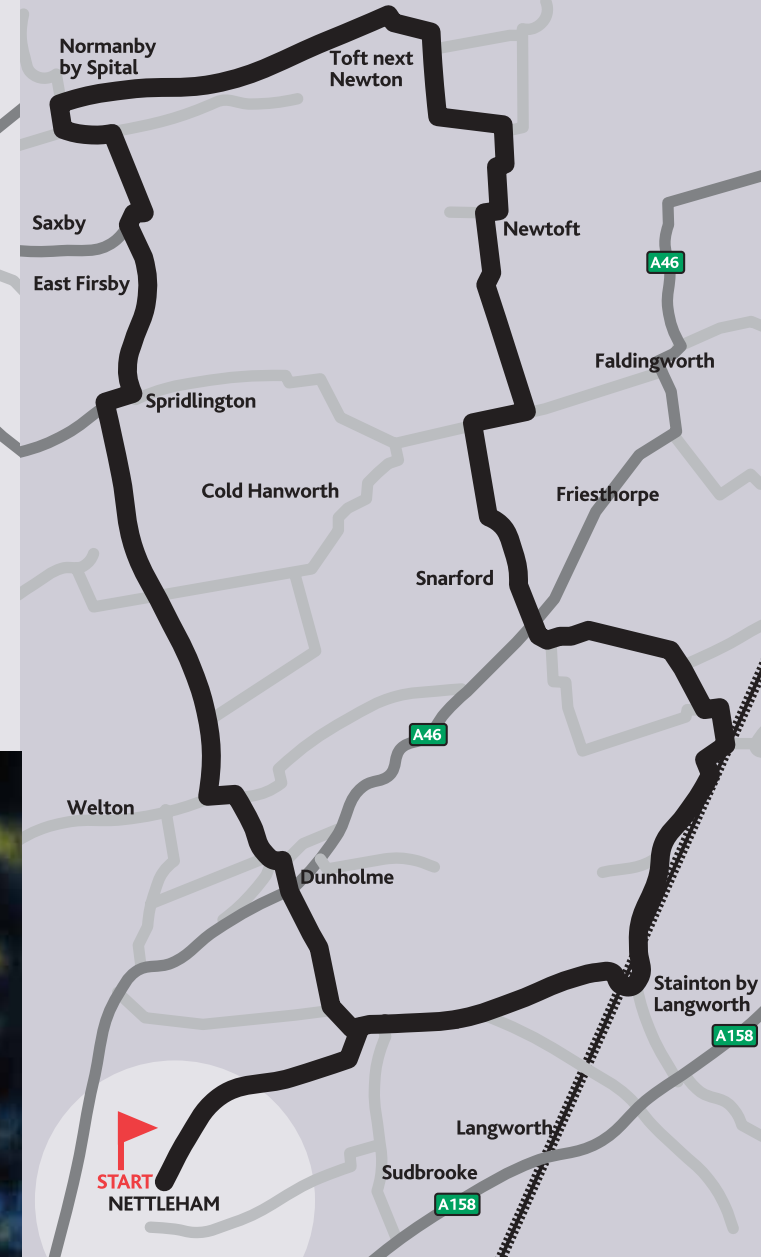 Normanby
by Spital
Toft next
Newton
Saxby
Newtoft
A46
East Firsby
Faldingworth
Spridlington
Cold Hanworth
Friesthorpe
Snarford
A46
Welton
Dunholme
Stainton by
Langworth
A158
Langworth
Sudbrooke
START
NETTLEHAM
A158